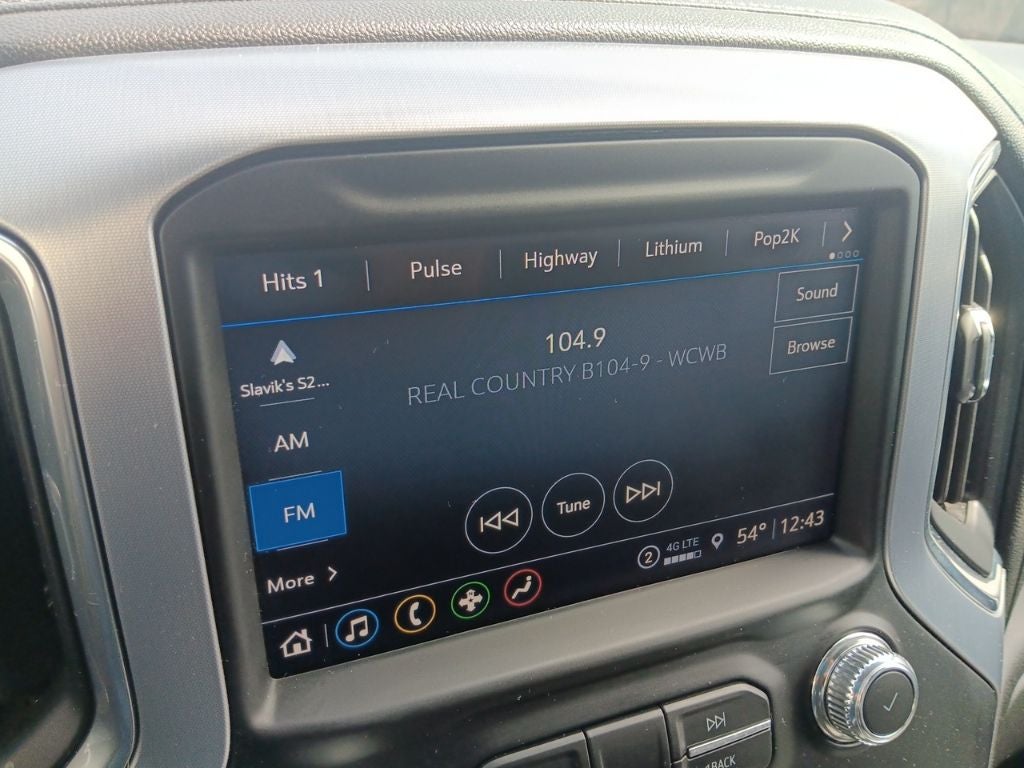 Hits 1
Pulse
Highway
Lithium
Pop2K
Sound
Browse
104.9
REAL COUNTRY B104-9 - WCWB
Slavik's S2...
AM
FM
More
Tune
2
4G LTE
54° 12:43
BACK